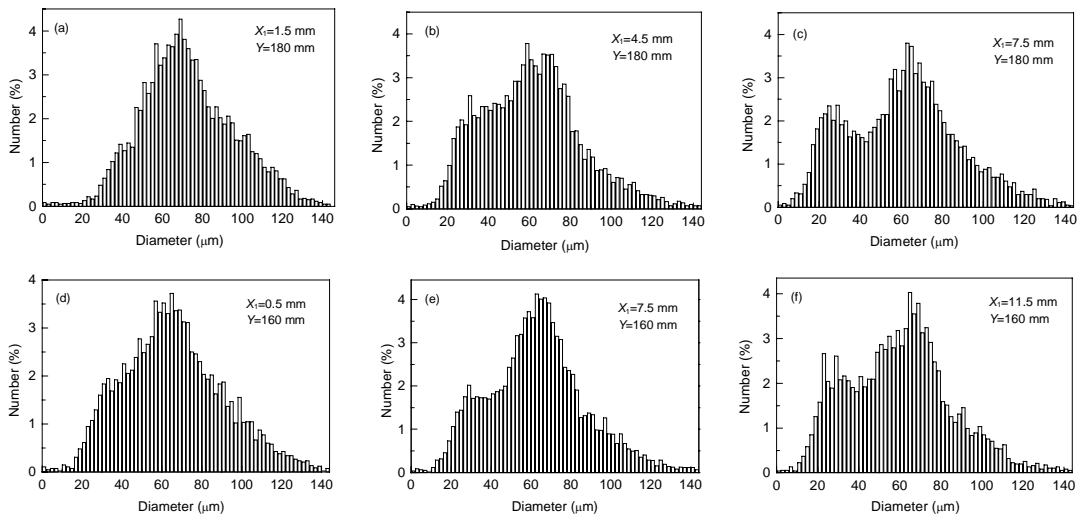 (a)
X₁=1.5 mm
Y=180 mm
Number (%)
4
3
2
1
0
0 20 40 60 80 100 120 140
Diameter (μm)
(b)
X₁=4.5 mm
Y=180 mm
Number (%)
4
3
2
1
0
0 20 40 60 80 100 120 140
Diameter (μm)
(c)
X₁=7.5 mm
Y=180 mm
Number (%)
4
3
2
1
0
0 20 40 60 80 100 120 140
Diameter (μm)
(d)
X₁=0.5 mm
Y=160 mm
Number (%)
4
3
2
1
0
0 20 40 60 80 100 120 140
Diameter (μm)
(e)
X₁=7.5 mm
Y=160 mm
Number (%)
4
3
2
1
0
0 20 40 60 80 100 120 140
Diameter (μm)
(f)
X₁=11.5 mm
Y=160 mm
Number (%)
4
3
2
1
0
0 20 40 60 80 100 120 140
Diameter (μm)